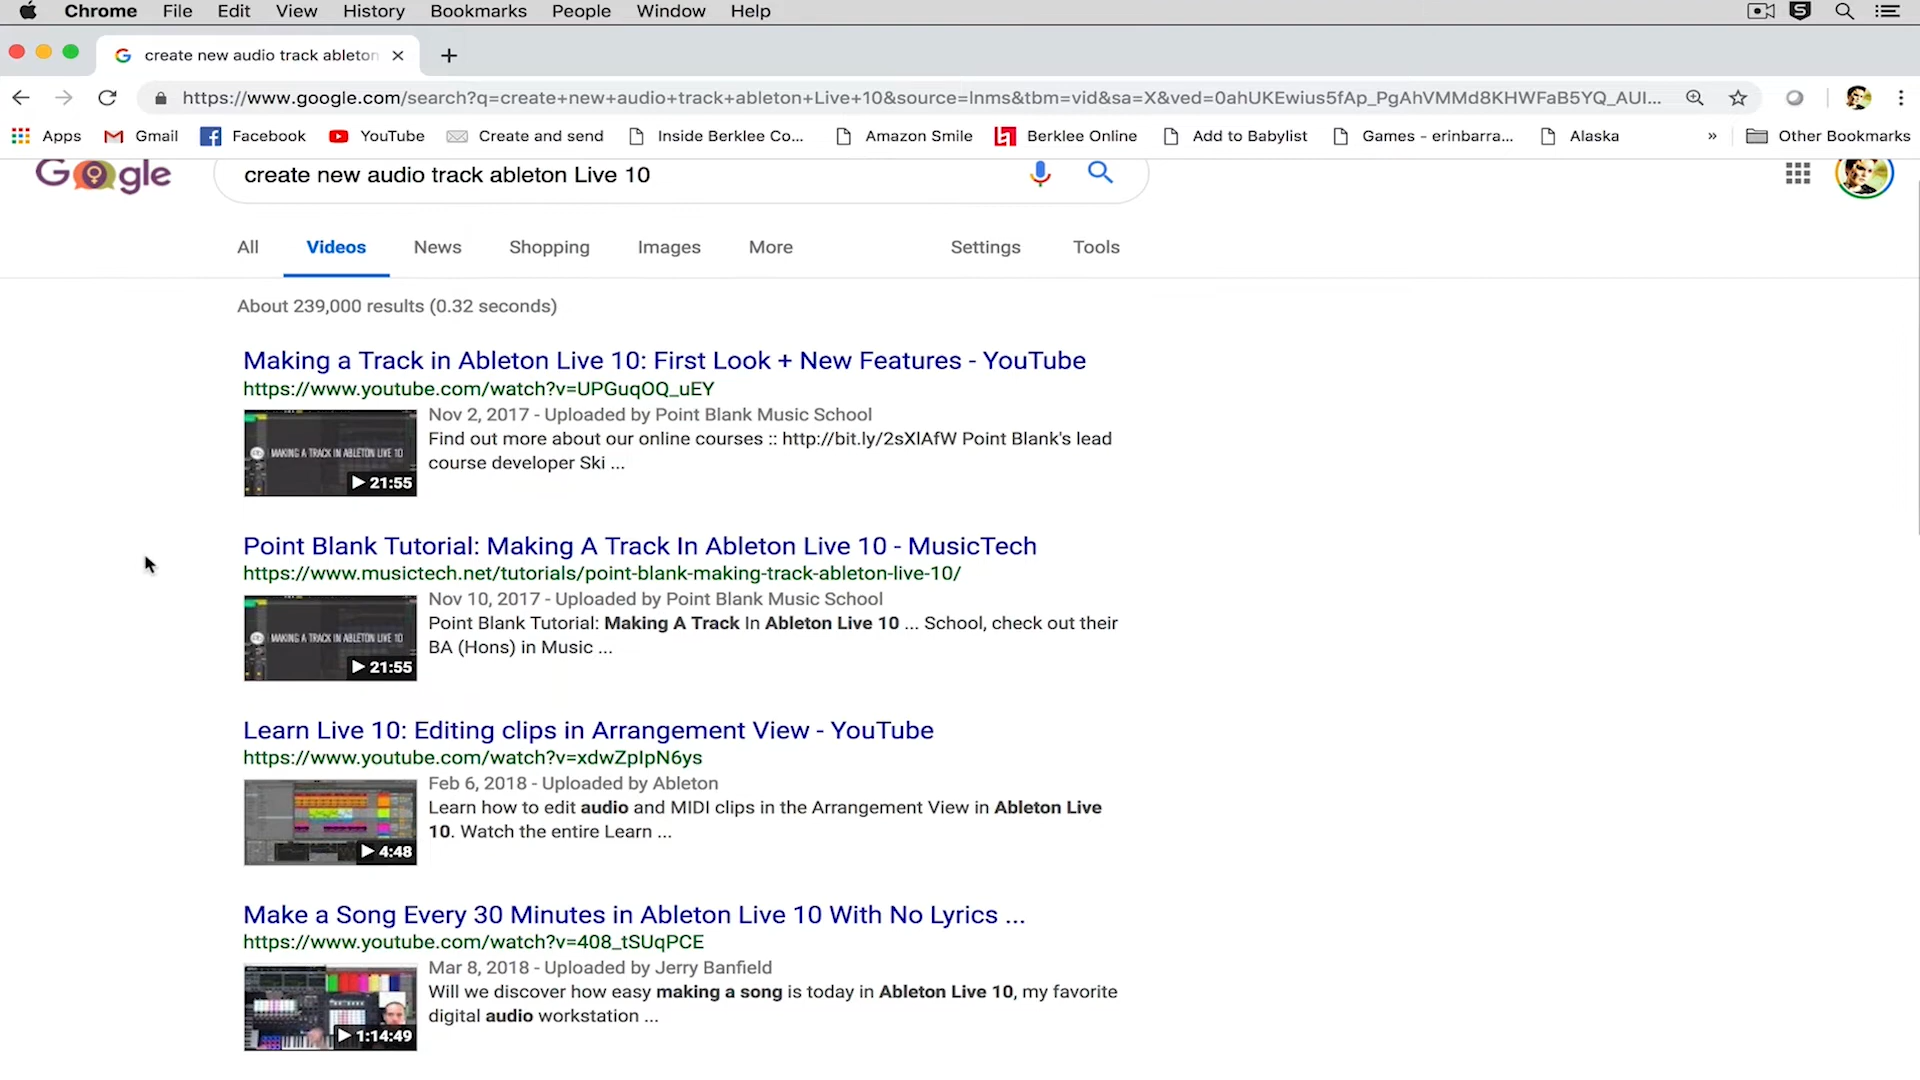 Chrome File Edit View History Bookmarks People Window Help
create new audio track ableton
https://www.google.com/search?q=create+new+audio+track+ableton+Live+10&source=lnms&tbm=vid&sa=X&ved=0ahUKEwius5fAp_PgAhVMMd8KHWFaB5YQ_AUI...
Apps Gmail Facebook YouTube Create and send Inside Berklee Co... Amazon Smile Berklee Online Add to Babylist Games - erinbarra... Alaska » Other Bookmarks
Google
create new audio track ableton Live 10
All Videos News Shopping Images More Settings Tools
About 239,000 results (0.32 seconds)
Making a Track in Ableton Live 10: First Look + New Features - YouTube
https://www.youtube.com/watch?v=UPGuqOQ_uEY
Nov 2, 2017 - Uploaded by Point Blank Music School
Find out more about our online courses :: http://bit.ly/2sXlAfW Point Blank's lead
course developer Ski ...
MAKING A TRACK IN ABLETON LIVE 10
21:55
Point Blank Tutorial: Making A Track In Ableton Live 10 - MusicTech
https://www.musictech.net/tutorials/point-blank-making-track-ableton-live-10/
Nov 10, 2017 - Uploaded by Point Blank Music School
Point Blank Tutorial: Making A Track In Ableton Live 10 ... School, check out their
BA (Hons) in Music ...
MAKING A TRACK IN ABLETON LIVE 10
21:55
Learn Live 10: Editing clips in Arrangement View - YouTube
https://www.youtube.com/watch?v=xdwZpIpN6ys
Feb 6, 2018 - Uploaded by Ableton
Learn how to edit audio and MIDI clips in the Arrangement View in Ableton Live
10. Watch the entire Learn ...
4:48
Make a Song Every 30 Minutes in Ableton Live 10 With No Lyrics ...
https://www.youtube.com/watch?v=408_tSUqPCE
Mar 8, 2018 - Uploaded by Jerry Banfield
Will we discover how easy making a song is today in Ableton Live 10, my favorite
digital audio workstation ...
1:14:49